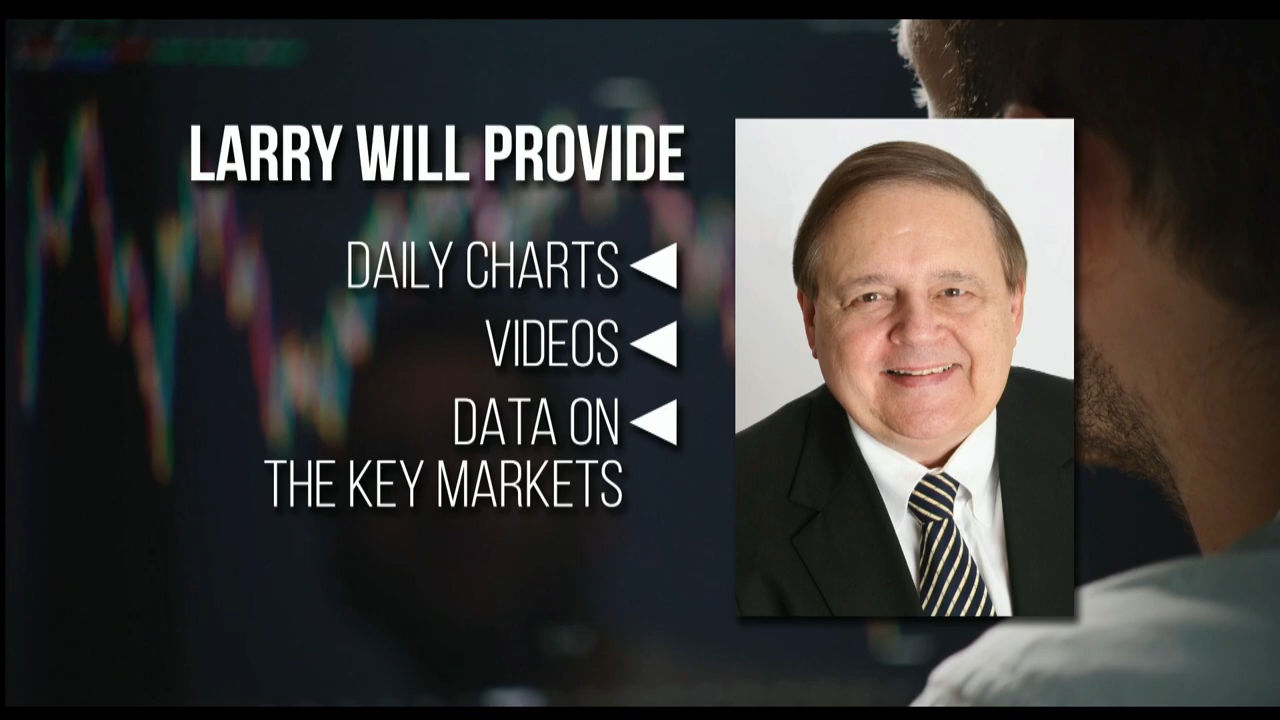 LARRY WILL PROVIDE
DAILY CHARTS
VIDEOS
DATA ON
THE KEY MARKETS